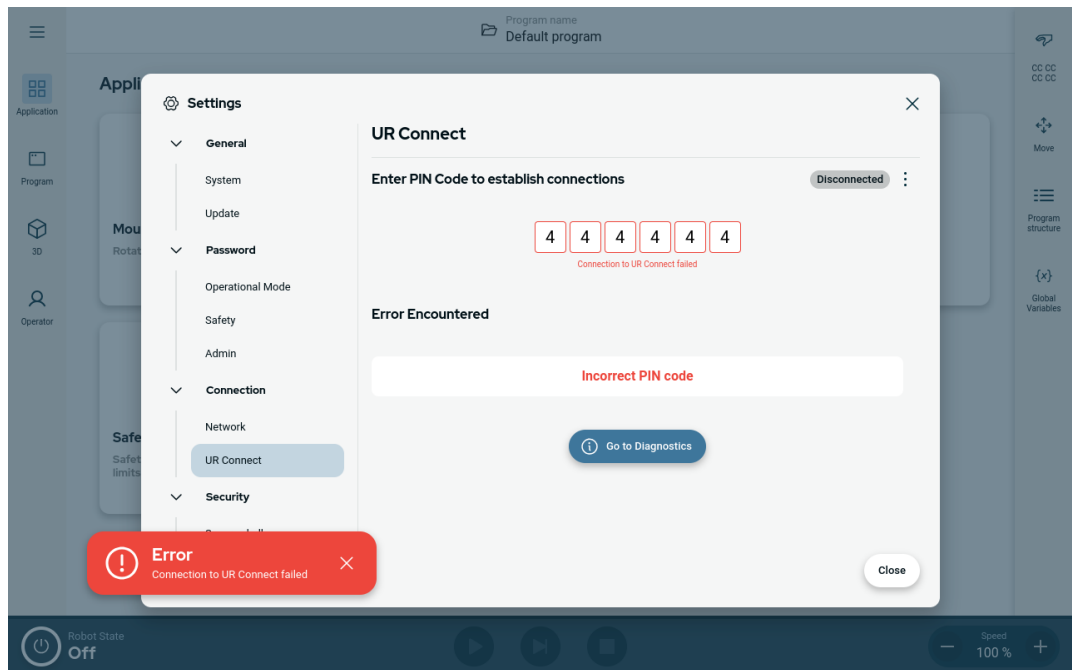 Program name
Default program
Application
Program
3D
Operator
Appli
Mou
Rotat
Safe
Safet
limits
Settings
General
System
Update
Password
Operational Mode
Safety
Admin
Connection
Network
UR Connect
Security
UR Connect
Enter PIN Code to establish connections
Disconnected
4 4 4 4 4 4
Connection to UR Connect failed
Error Encountered
Incorrect PIN code
Go to Diagnostics
Close
Error
Connection to UR Connect failed
CC CC
CC CC
Move
Program
structure
{x}
Global
Variables
Robot State
Off
Speed
100 %